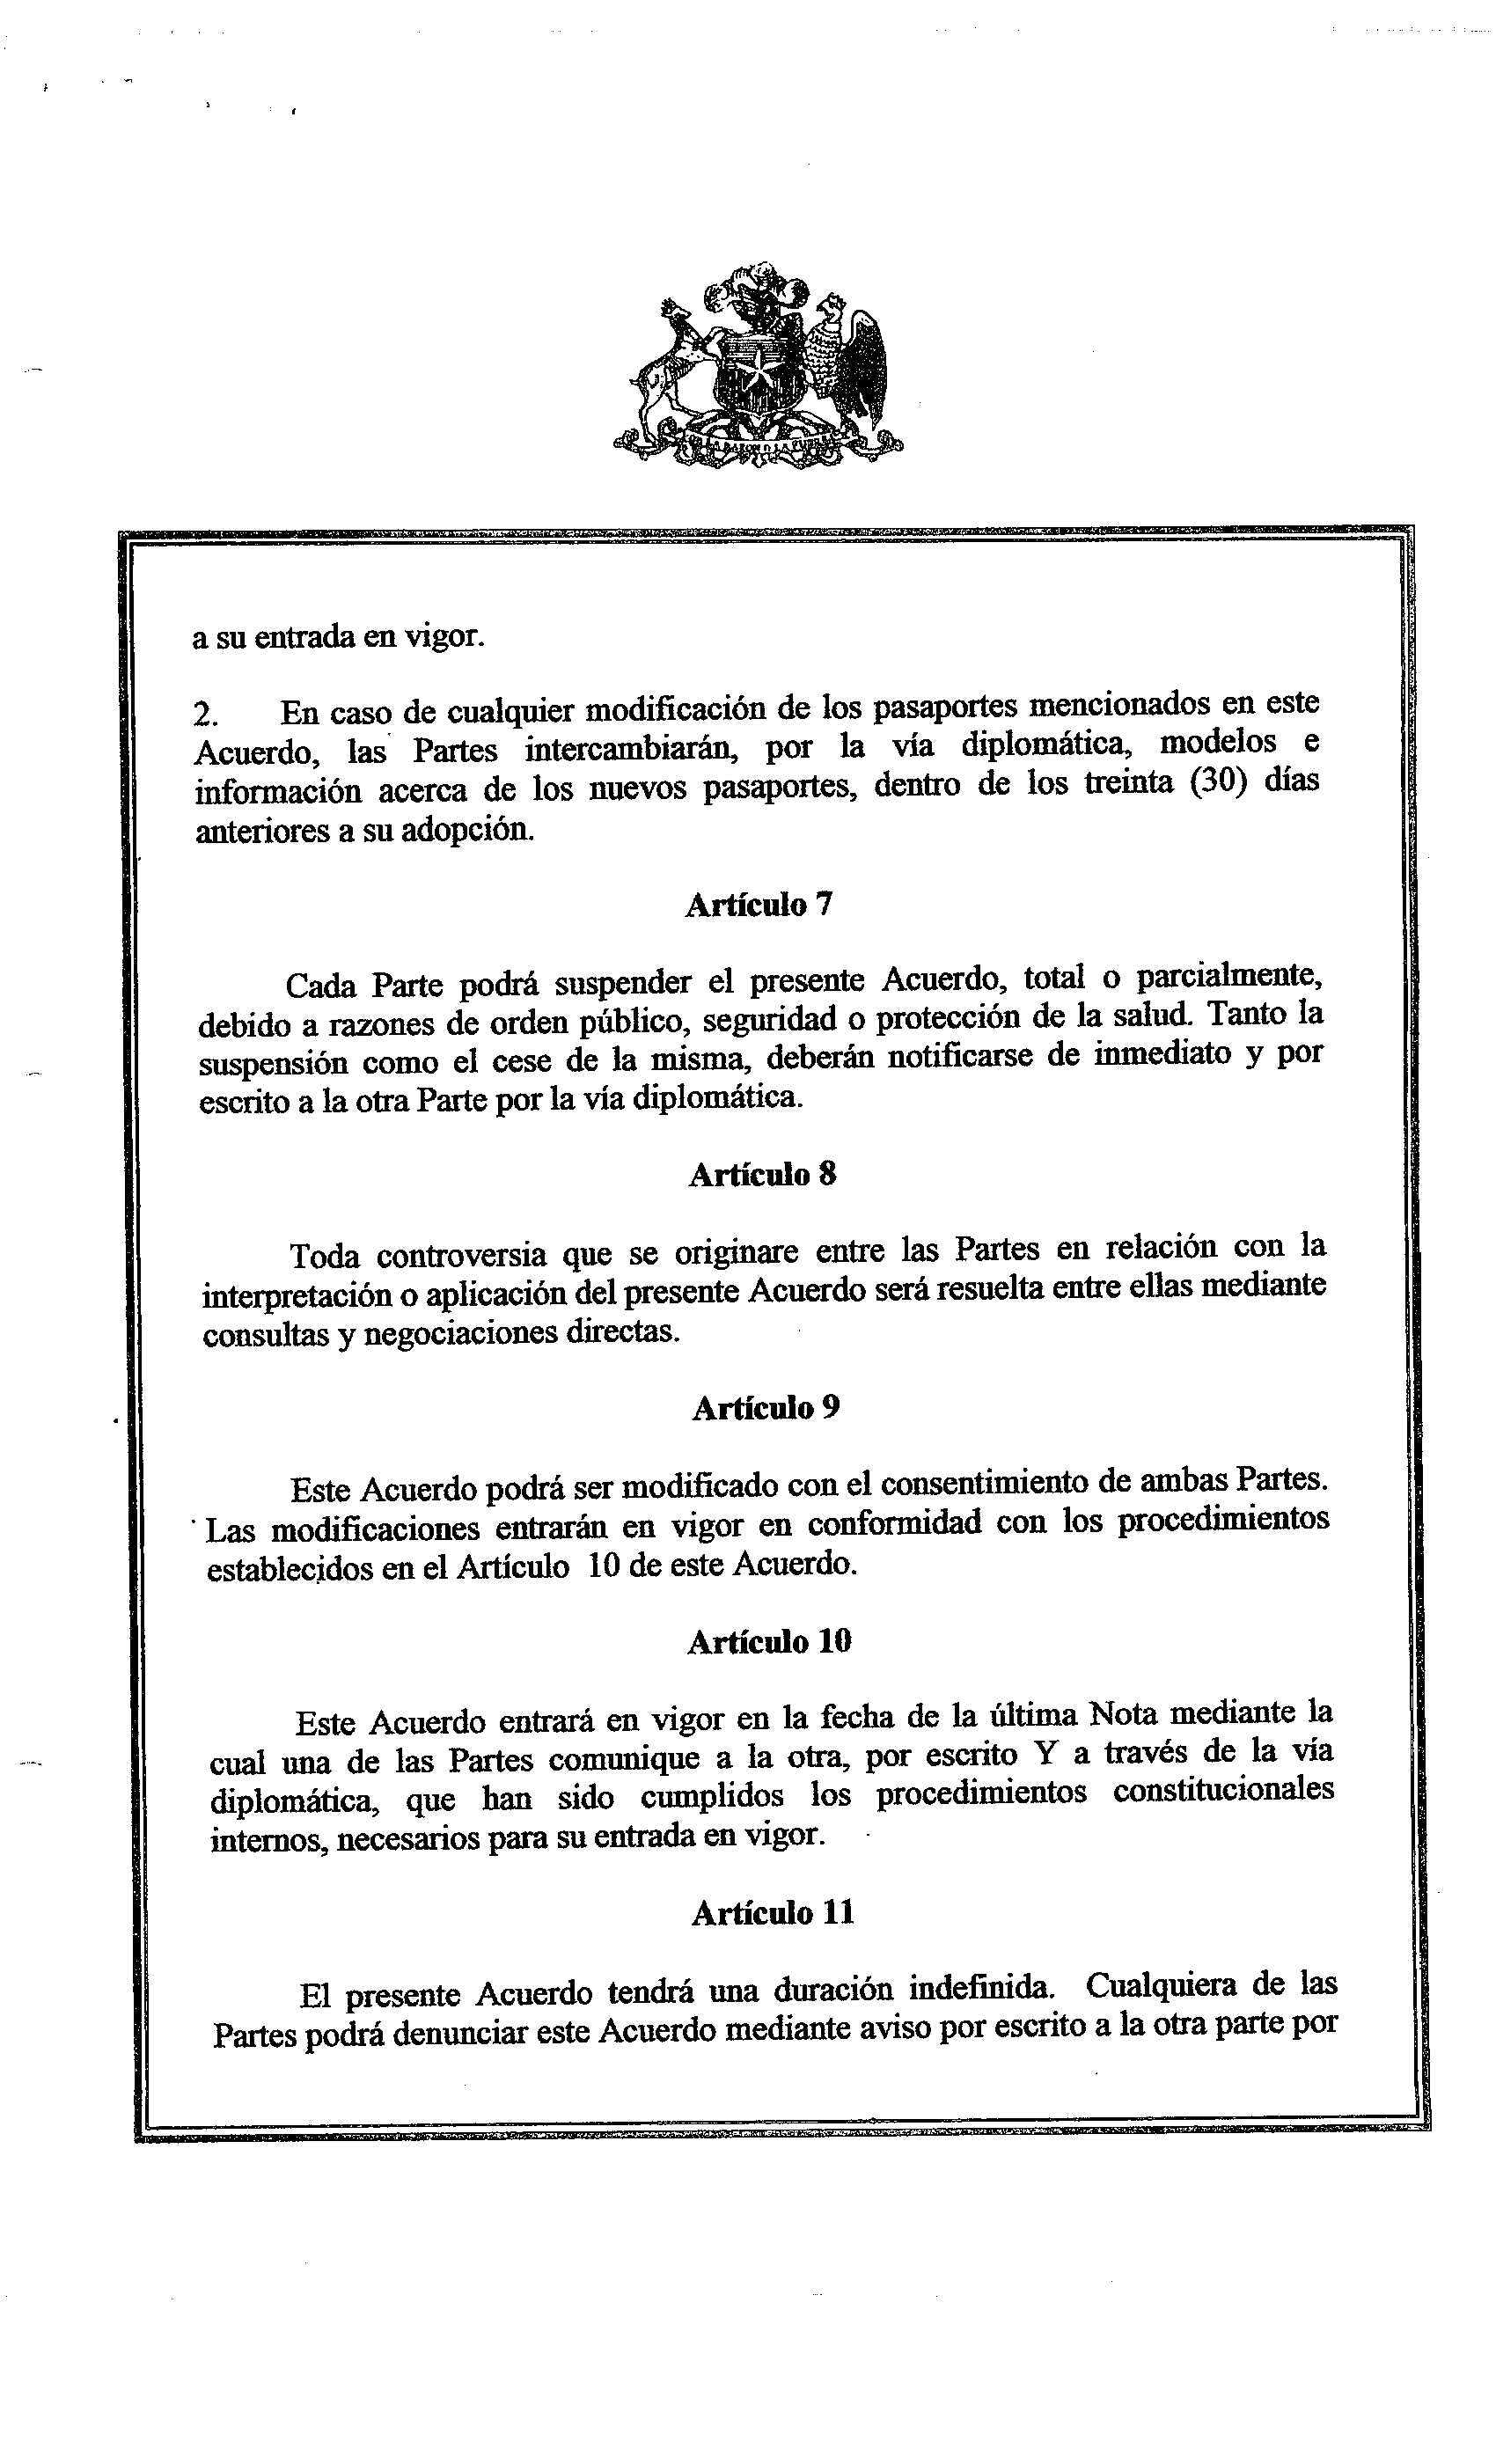 a su entrada en vigor.
2. En caso de cualquier modificación de los pasaportes mencionados en este
Acuerdo, las Partes intercambiarán, por la vía diplomática, modelos e
información acerca de los nuevos pasaportes, dentro de los treinta (30) días
anteriores a su adopción.
Artículo 7
Cada Parte podrá suspender el presente Acuerdo, total o parcialmente,
debido a razones de orden público, seguridad o protección de la salud. Tanto la
suspensión como el cese de la misma, deberán notificarse de inmediato y por
escrito a la otra Parte por la vía diplomática.
Artículo 8
Toda controversia que se originare entre las Partes en relación con la
interpretación o aplicación del presente Acuerdo será resuelta entre ellas mediante
consultas y negociaciones directas.
Artículo 9
Este Acuerdo podrá ser modificado con el consentimiento de ambas Partes.
Las modificaciones entrarán en vigor en conformidad con los procedimientos
establecidos en el Artículo 10 de este Acuerdo.
Artículo 10
Este Acuerdo entrará en vigor en la fecha de la última Nota mediante la
cual una de las Partes comunique a la otra, por escrito Y a través de la vía
diplomática, que han sido cumplidos los procedimientos constitucionales
internos, necesarios para su entrada en vigor.
Artículo 11
El presente Acuerdo tendrá una duración indefinida. Cualquiera de las
Partes podrá denunciar este Acuerdo mediante aviso por escrito a la otra parte por